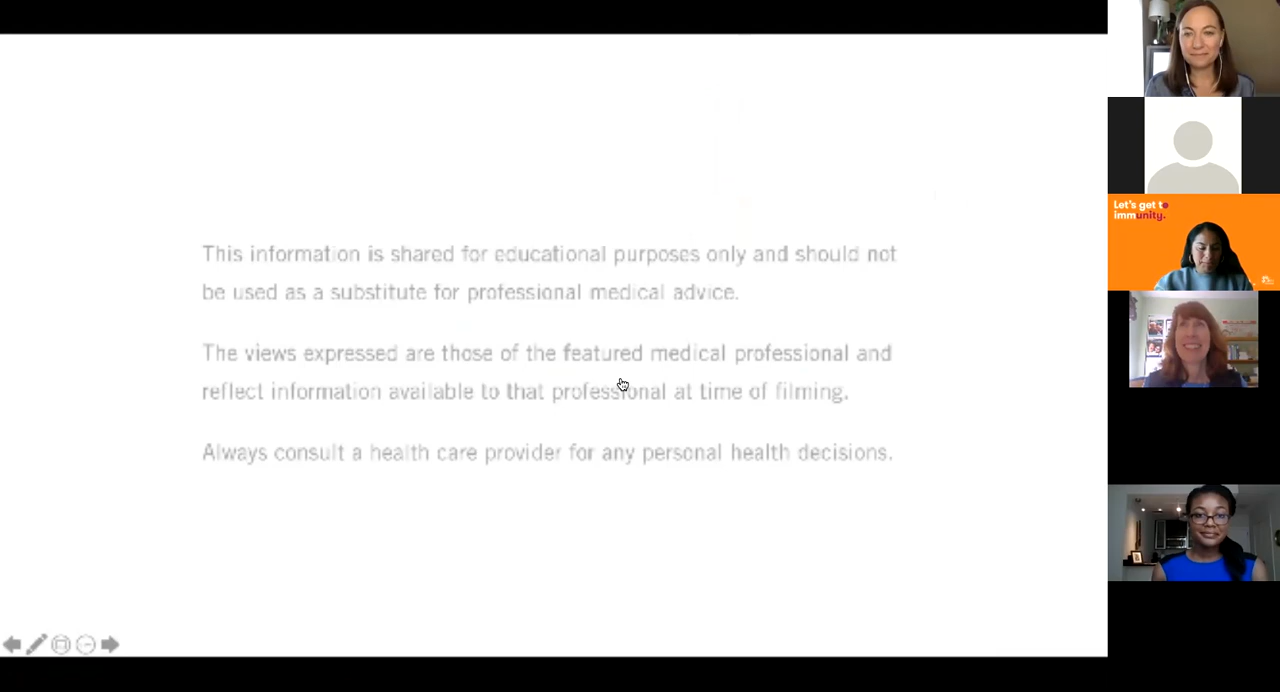 This information is shared for educational purposes only and should not
be used as a substitute for professional medical advice.
The views expressed are those of the featured medical professional and
reflect information available to that professional at time of filming.
Always consult a health care provider for any personal health decisions.
Let's get to
immunity.